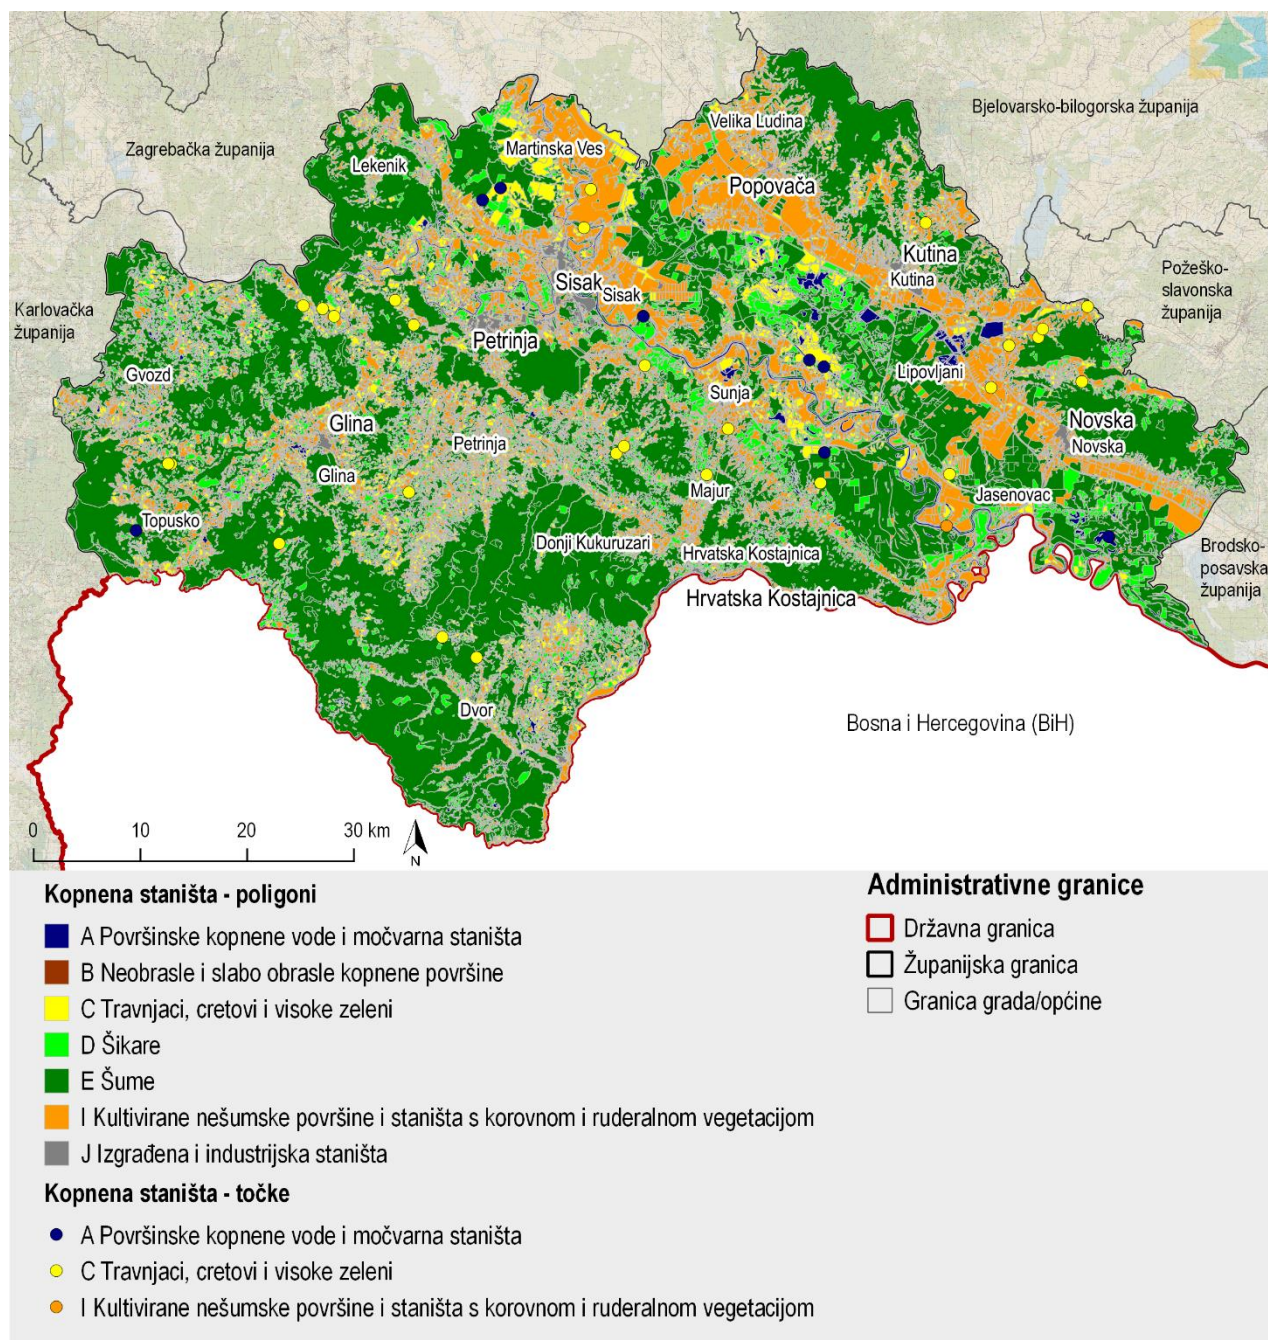 Bjelovarsko-bilogorska županija
Velika Ludina
Zagrebačka županija
Martinska Ves
Lekenik
Popovača
Kutina
Kutina
Požeško-
slavonska
županija
Sisak
Sisak
Karlovačka
županija
Petrinja
Gvozd
Lipovljani
Sunja
Glina
Novska
Petrinja
Novska
Glina
Majur
Jasenovac
Topusko
Donji Kukuruzari
Hrvatska Kostajnica
Brodsko-
posavska
županija
Hrvatska Kostajnica
Dvor
Bosna i Hercegovina (BiH)
0 10 20 30 km
N
Kopnena staništa - poligoni
A Površinske kopnene vode i močvarna staništa
B Neobrasle i slabo obrasle kopnene površine
C Travnjaci, cretovi i visoke zeleni
D Šikare
E Šume
I Kultivirane nešumske površine i staništa s korovnom i ruderalnom vegetacijom
J Izgrađena i industrijska staništa
Kopnena staništa - točke
A Površinske kopnene vode i močvarna staništa
C Travnjaci, cretovi i visoke zeleni
I Kultivirane nešumske površine i staništa s korovnom i ruderalnom vegetacijom
Administrativne granice
Državna granica
Županijska granica
Granica grada/općine